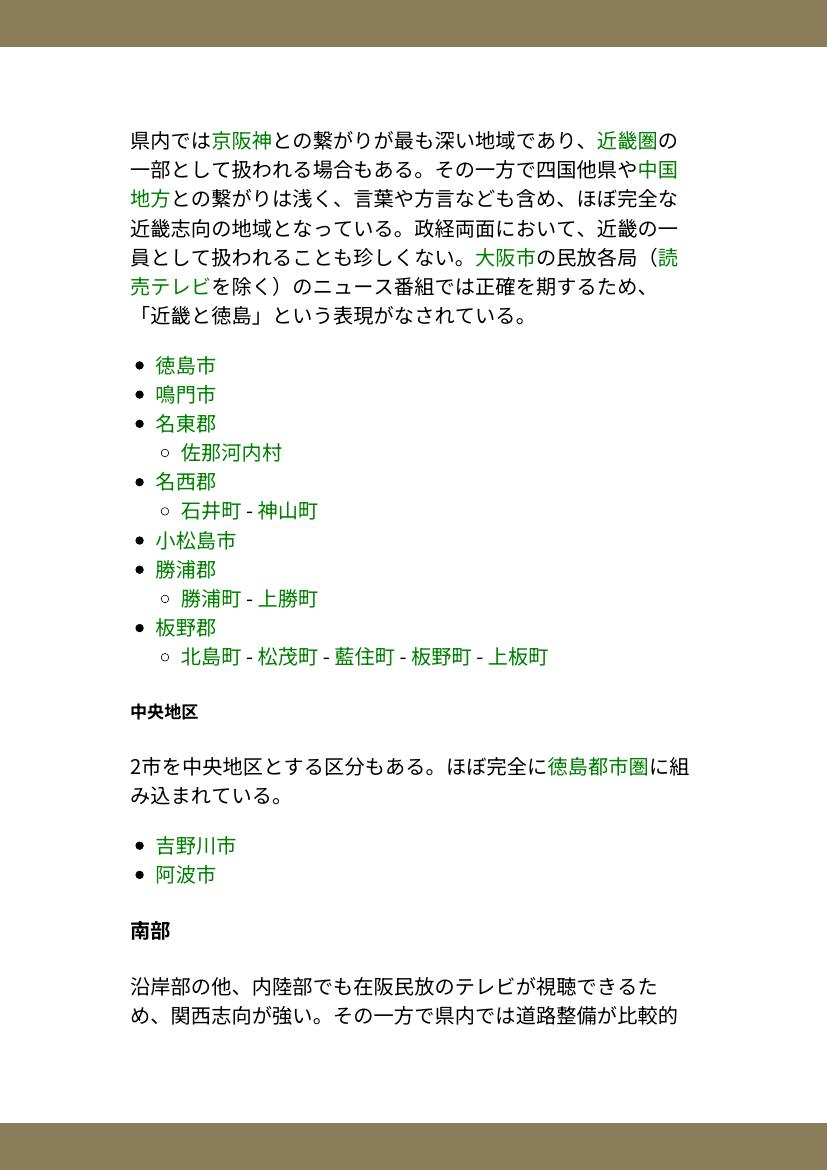 県内では京阪神との繋がりが最も深い地域であり、近畿圏の
一部として扱われる場合もある。その一方で四国他県や中国
地方との繋がりは浅く、言葉や方言なども含め、ほぼ完全な
近畿志向の地域となっている。政経両面において、近畿の一
員として扱われることも珍しくない。大阪市の民放各局（読
売テレビを除く）のニュース番組では正確を期するため、
「近畿と徳島」という表現がなされている。
• 徳島市
• 鳴門市
• 名東郡
◦ 佐那河内村
• 名西郡
◦ 石井町 - 神山町
• 小松島市
• 勝浦郡
◦ 勝浦町 - 上勝町
• 板野郡
◦ 北島町 - 松茂町 - 藍住町 - 板野町 - 上板町
中央地区
2市を中央地区とする区分もある。ほぼ完全に徳島都市圏に組
み込まれている。
• 吉野川市
• 阿波市
南部
沿岸部の他、内陸部でも在阪民放のテレビが視聴できるた
め、関西志向が強い。その一方で県内では道路整備が比較的